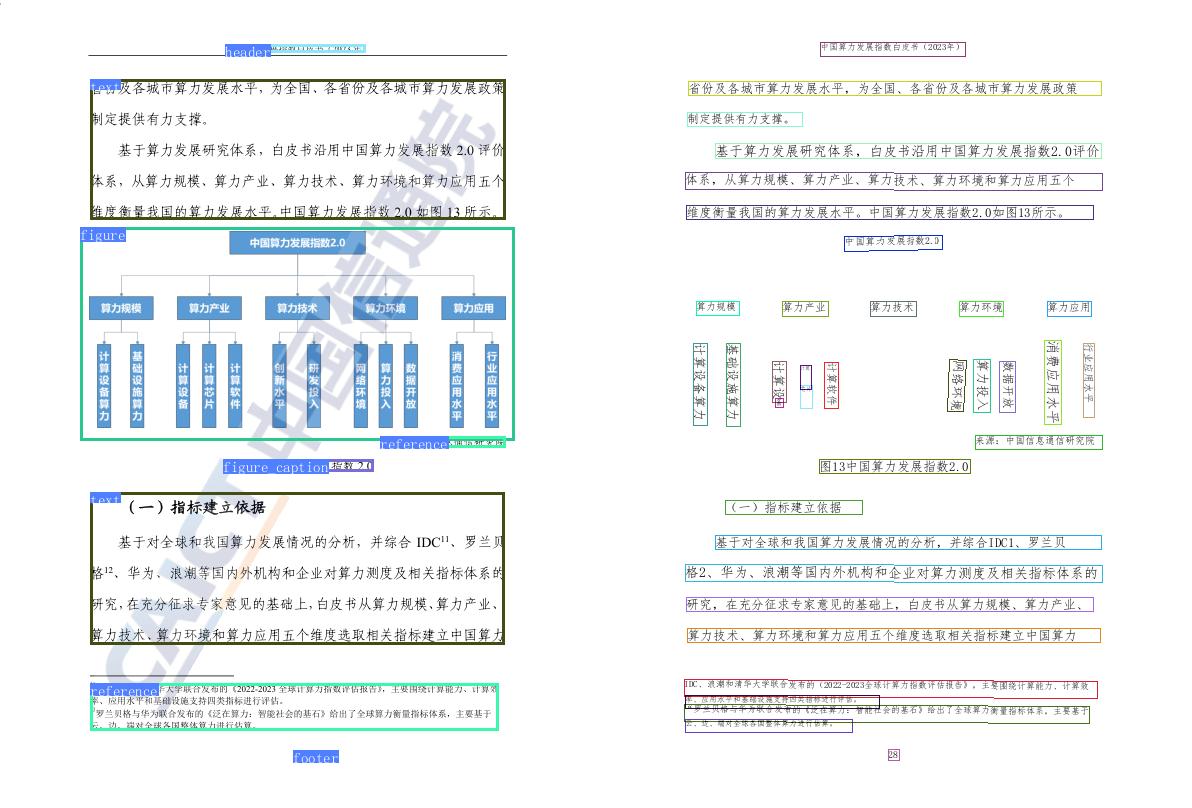 header
省份及各城市算力发展水平，为全国、各省份及各城市算力发展政策
制定提供有力支撑。
基于算力发展研究体系，白皮书沿用中国算力发展指数 2.0 评价
体系，从算力规模、算力产业、算力技术、算力环境和算力应用五个
维度衡量我国的算力发展水平。中国算力发展指数 2.0 如图 13 所示。
text
figure
中国算力发展指数2.0
算力规模 算力产业 算力技术 算力环境 算力应用
计算设备算力 基础设施算力 计算设备 计算芯片 计算软件 创新水平 研发投入 网络环境 算力投入 数据开放 消费应用水平 行业应用水平
reference
figure_caption 指数 2.0
text
（一）指标建立依据
基于对全球和我国算力发展情况的分析，并综合 IDC11、罗兰贝
格12、华为、浪潮等国内外机构和企业对算力测度及相关指标体系的
研究，在充分征求专家意见的基础上，白皮书从算力规模、算力产业、
算力技术、算力环境和算力应用五个维度选取相关指标建立中国算力
reference
大学联合发布的《2022-2023 全球计算力指数评估报告》，主要围绕计算能力、计算效
率、应用水平和基础设施支持四类指标进行评估。
罗兰贝格与华为联合发布的《泛在算力：智能社会的基石》给出了全球算力衡量指标体系，主要基于
云、边、端对全球各国整体算力进行估算。
footer
CAICT 中国信通院
中国算力发展指数白皮书（2023年）
省份及各城市算力发展水平，为全国、各省份及各城市算力发展政策
制定提供有力支撑。
基于算力发展研究体系，白皮书沿用中国算力发展指数2.0评价
体系，从算力规模、算力产业、算力技术、算力环境和算力应用五个
维度衡量我国的算力发展水平。中国算力发展指数2.0如图13所示。
中国算力发展指数2.0
算力规模 算力产业 算力技术 算力环境 算力应用
计算设备算力 基础设施算力 计算设 计算软件 网络环境 算力投入 数据开放 消费应用水平 行业应用水平
来源：中国信息通信研究院
图13中国算力发展指数2.0
（一）指标建立依据
基于对全球和我国算力发展情况的分析，并综合IDC1、罗兰贝
格2、华为、浪潮等国内外机构和企业对算力测度及相关指标体系的
研究，在充分征求专家意见的基础上，白皮书从算力规模、算力产业、
算力技术、算力环境和算力应用五个维度选取相关指标建立中国算力
IDC、浪潮和清华大学联合发布的《2022-2023全球计算力指数评估报告》，主要围绕计算能力、计算效
率、应用水平和基础设施支持四类指标进行评估。
罗兰贝格与华为联合发布的《泛在算力：智能社会的基石》给出了全球算力衡量指标体系，主要基于
云、边、端对全球各国整体算力进行估算。
28